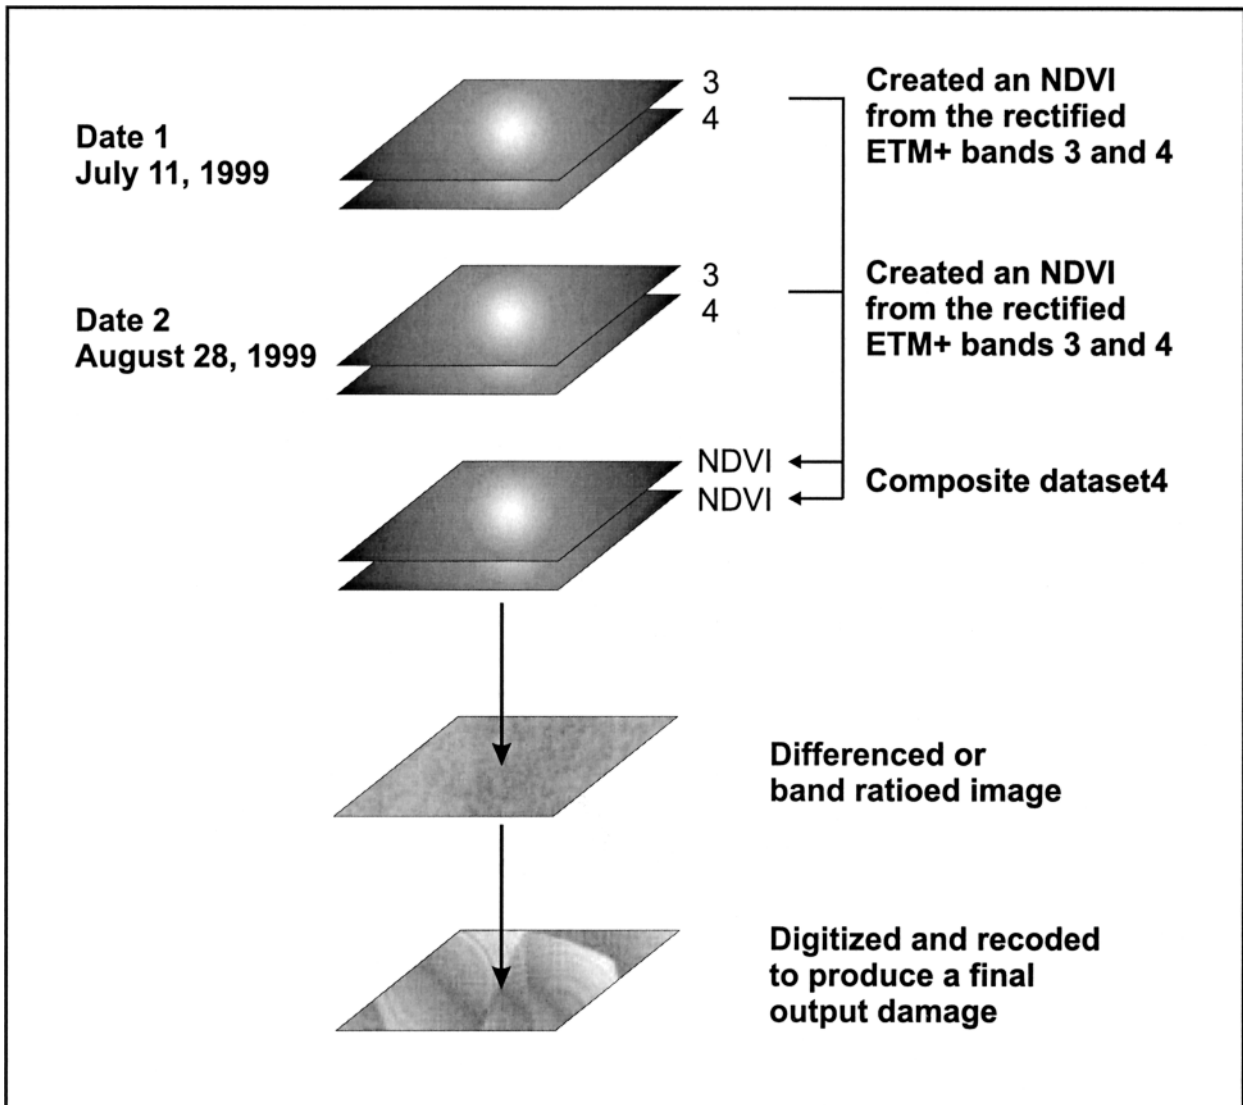 3
4
Date 1
July 11, 1999
Created an NDVI
from the rectified
ETM+ bands 3 and 4
3
4
Date 2
August 28, 1999
Created an NDVI
from the rectified
ETM+ bands 3 and 4
NDVI
NDVI
Composite dataset4
Differenced or
band ratioed image
Digitized and recoded
to produce a final
output damage